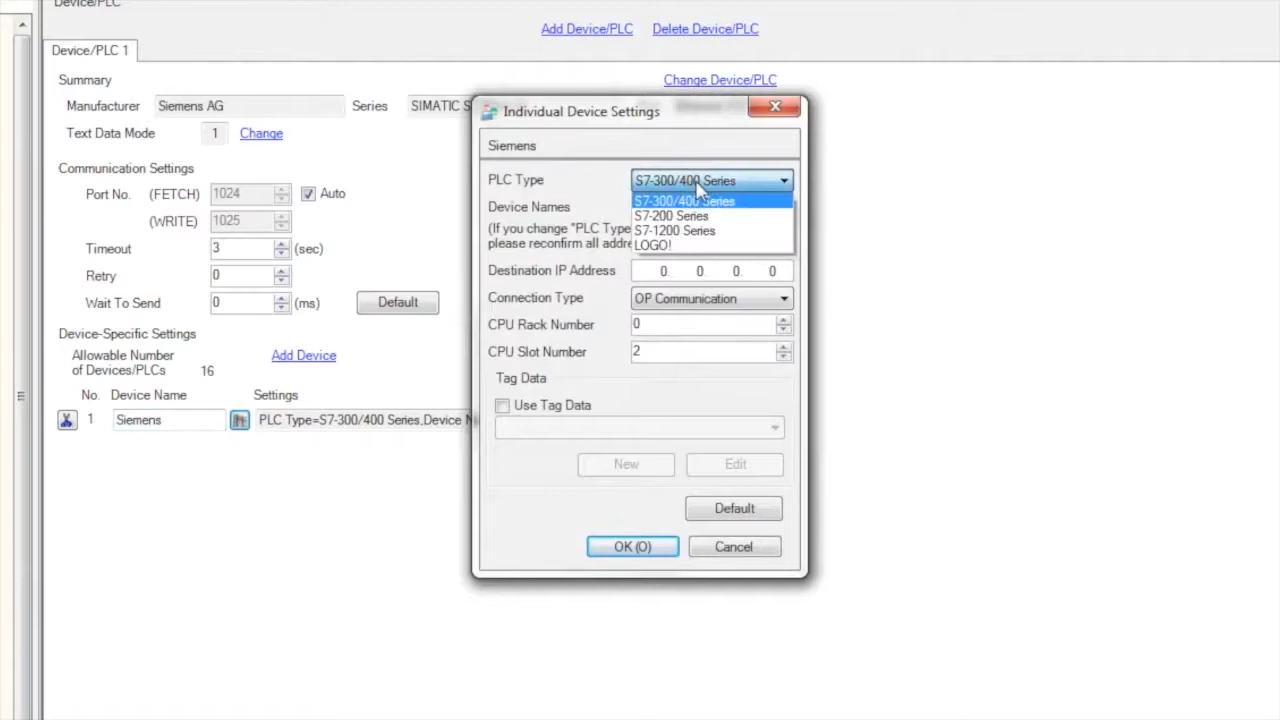 Device/PLC
Add Device/PLC Delete Device/PLC
Device/PLC 1
Summary Change Device/PLC
Manufacturer Siemens AG Series SIMATIC S
Text Data Mode 1 Change
Communication Settings
Port No. (FETCH) 1024 Auto
(WRITE) 1025
Timeout 3 (sec)
Retry 0
Wait To Send 0 (ms) Default
Device-Specific Settings
Allowable Number
of Devices/PLCs 16 Add Device
No. Device Name Settings
1 Siemens PLC Type=S7-300/400 Series,Device N
Individual Device Settings
Siemens
PLC Type S7-300/400 Series
S7-300/400 Series
Device Names S7-200 Series
(If you change "PLC Type S7-1200 Series
please reconfirm all addre LOGO!
Destination IP Address 0. 0. 0. 0
Connection Type OP Communication
CPU Rack Number 0
CPU Slot Number 2
Tag Data
Use Tag Data
New Edit
Default
OK (O) Cancel